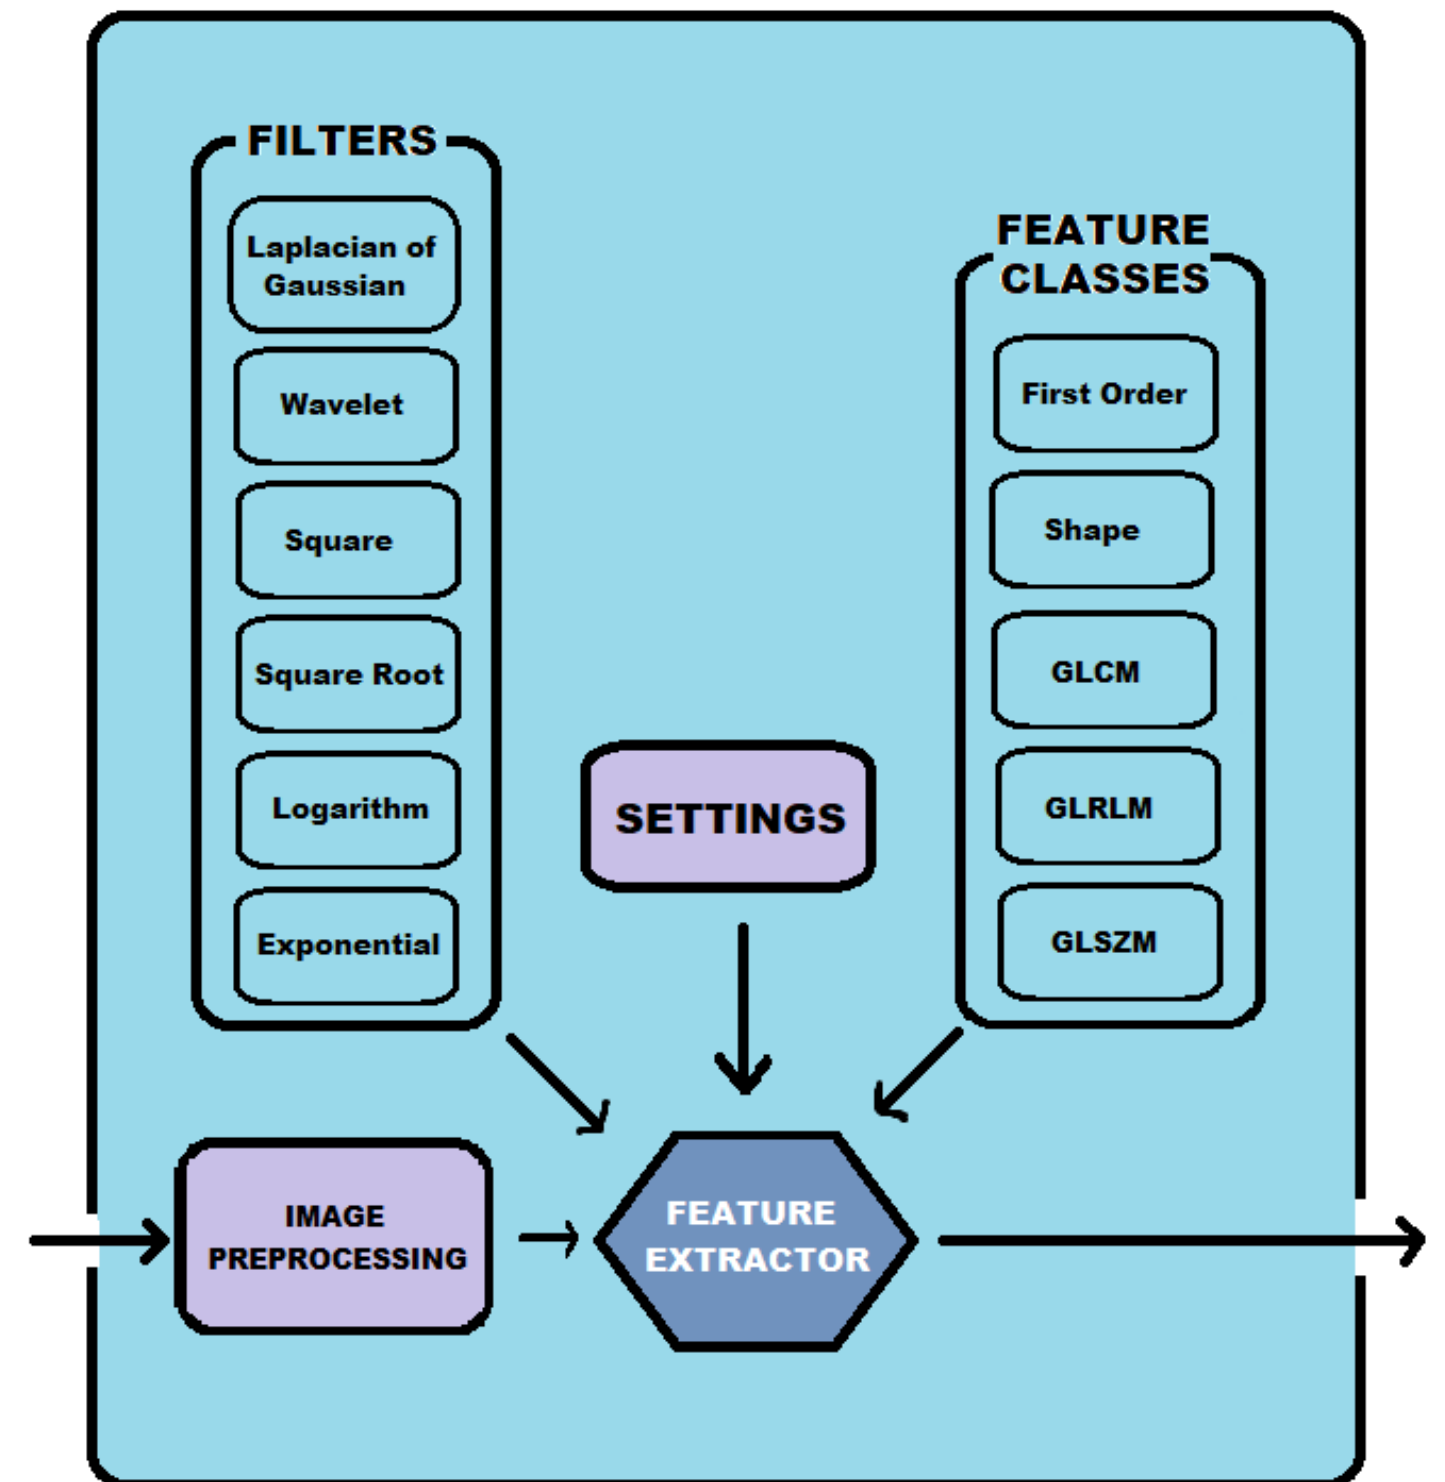 FILTERS
Laplacian of
Gaussian
Wavelet
Square
Square Root
Logarithm
Exponential
SETTINGS
FEATURE
CLASSES
First Order
Shape
GLCM
GLRLM
GLSZM
IMAGE
PREPROCESSING
FEATURE
EXTRACTOR